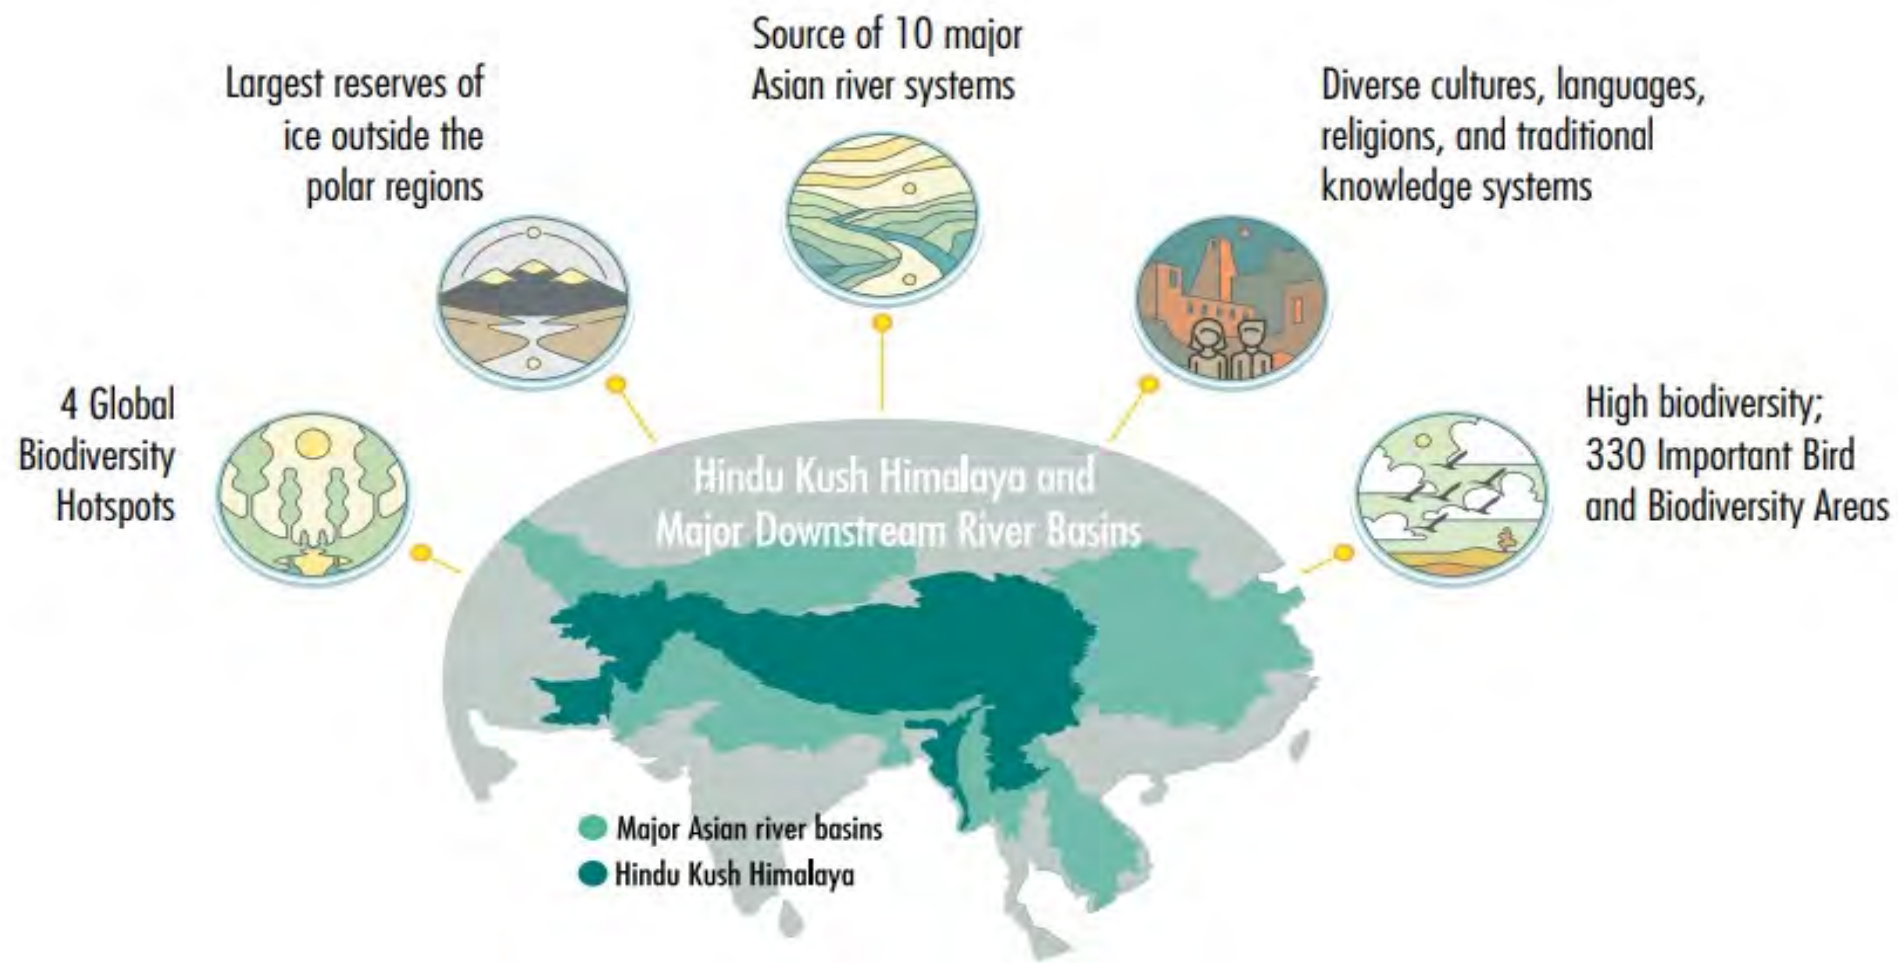 Source of 10 major
Asian river systems
Largest reserves of
ice outside the
polar regions
Diverse cultures, languages,
religions, and traditional
knowledge systems
4 Global
Biodiversity
Hotspots
High biodiversity;
330 Important Bird
and Biodiversity Areas
Hindu Kush Himalaya and
Major Downstream River Basins
Major Asian river basins
Hindu Kush Himalaya